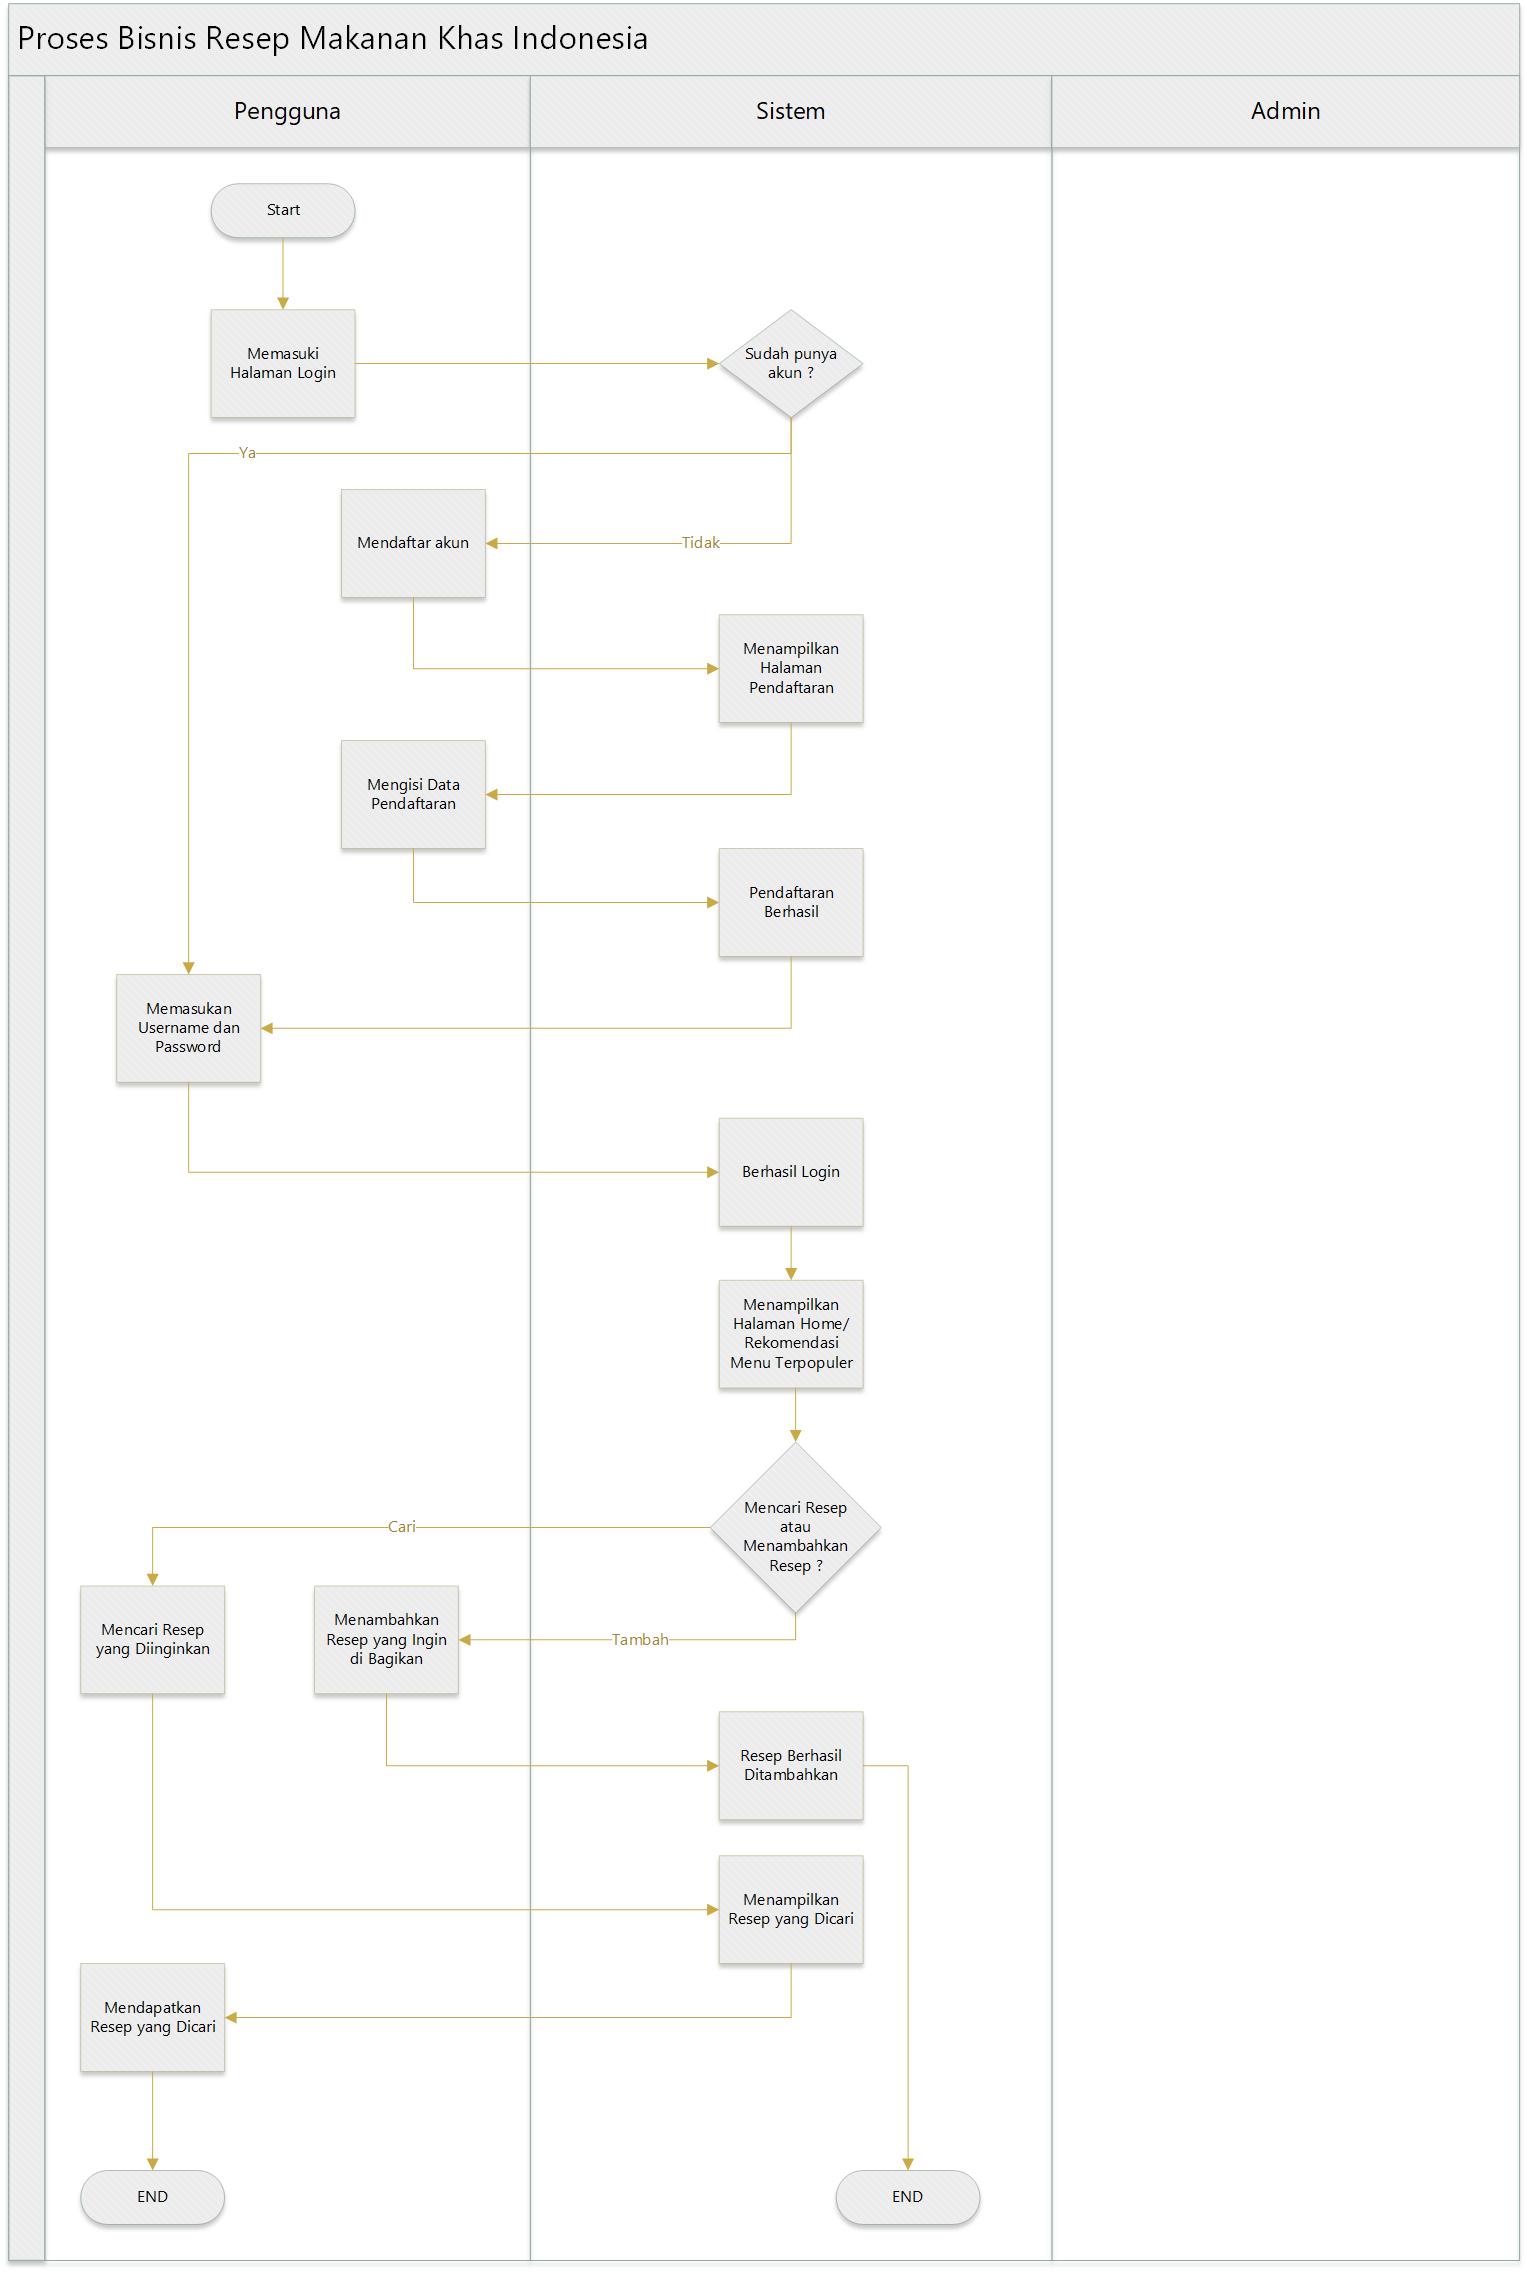 Proses Bisnis Resep Makanan Khas Indonesia
Pengguna
Sistem
Admin
Start
Memasuki
Halaman Login
Sudah punya
akun ?
Ya
Mendaftar akun
Tidak
Menampilkan
Halaman
Pendaftaran
Mengisi Data
Pendaftaran
Pendaftaran
Berhasil
Memasukan
Username dan
Password
Berhasil Login
Menampilkan
Halaman Home/
Rekomendasi
Menu Terpopuler
Mencari Resep
atau
Menambahkan
Resep ?
Cari
Mencari Resep
yang Diinginkan
Menambahkan
Resep yang Ingin
di Bagikan
Tambah
Resep Berhasil
Ditambahkan
Menampilkan
Resep yang Dicari
Mendapatkan
Resep yang Dicari
END
END